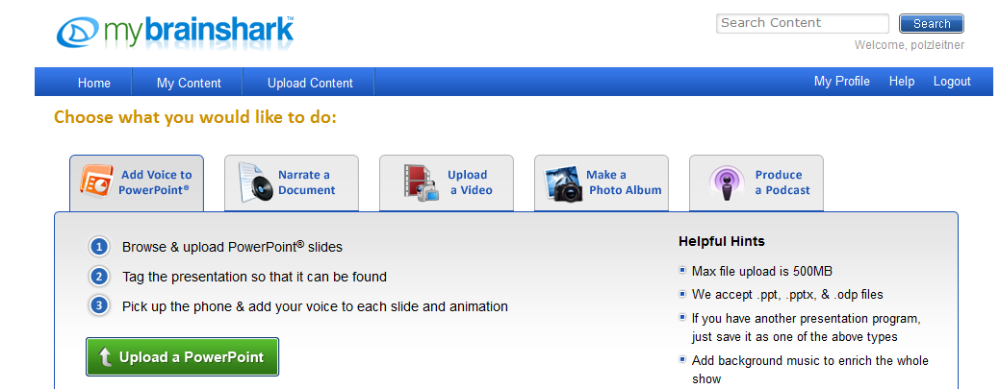 mybrainshark™
Search Content
Search
Welcome, polzleitner
Home
My Content
Upload Content
My Profile
Help
Logout
Choose what you would like to do:
Add Voice to
PowerPoint®
Narrate a
Document
Upload
a Video
Make a
Photo Album
Produce
a Podcast
1 Browse & upload PowerPoint® slides
2 Tag the presentation so that it can be found
3 Pick up the phone & add your voice to each slide and animation
Upload a PowerPoint
Helpful Hints
Max file upload is 500MB
We accept .ppt, .pptx, & .odp files
If you have another presentation program,
just save it as one of the above types
Add background music to enrich the whole
show